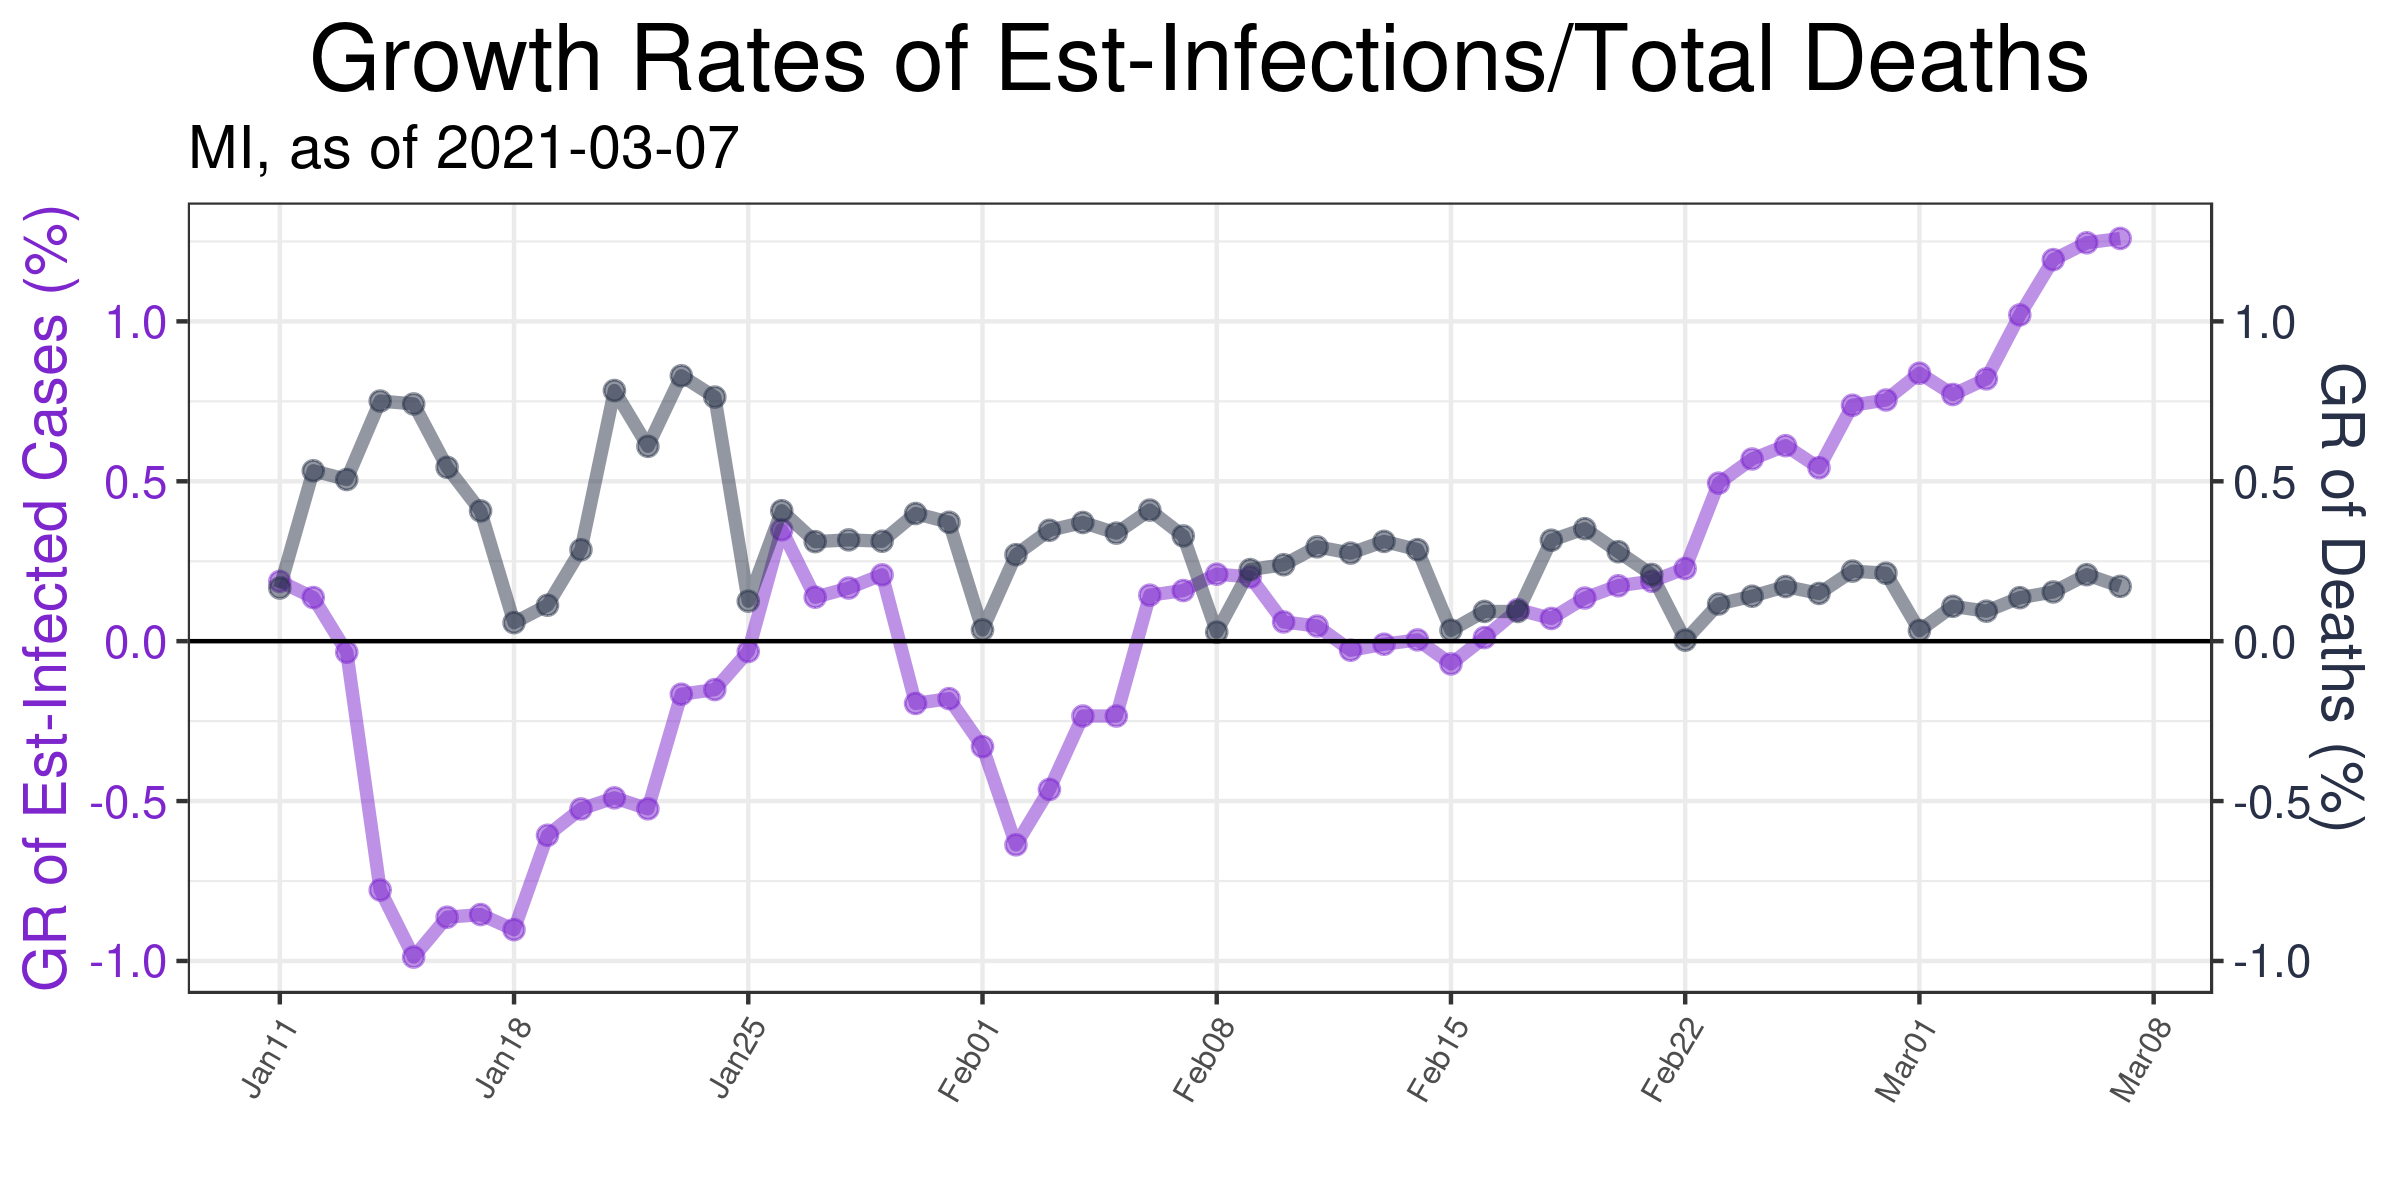 Growth Rates of Est-Infections/Total Deaths
MI, as of 2021-03-07
GR of Est-Infected Cases (%)
1.0
0.5
0.0
-0.5
-1.0
1.0
0.5
0.0
-0.5
-1.0
GR of Deaths (%)
Jan11
Jan18
Jan25
Feb01
Feb08
Feb15
Feb22
Mar01
Mar08